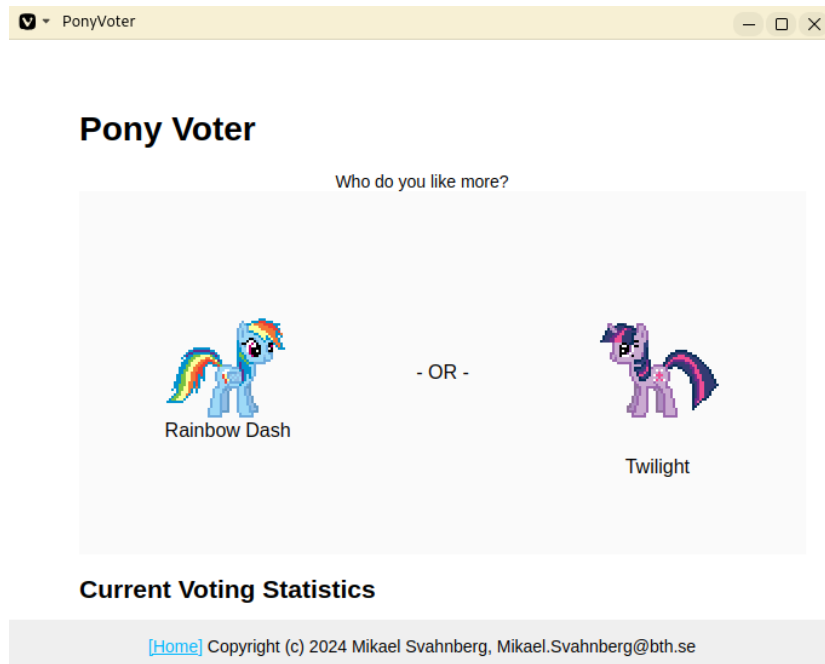 PonyVoter
Pony Voter
Who do you like more?
- OR -
Rainbow Dash
Twilight
Current Voting Statistics
[Home] Copyright (c) 2024 Mikael Svahnberg, Mikael.Svahnberg@bth.se